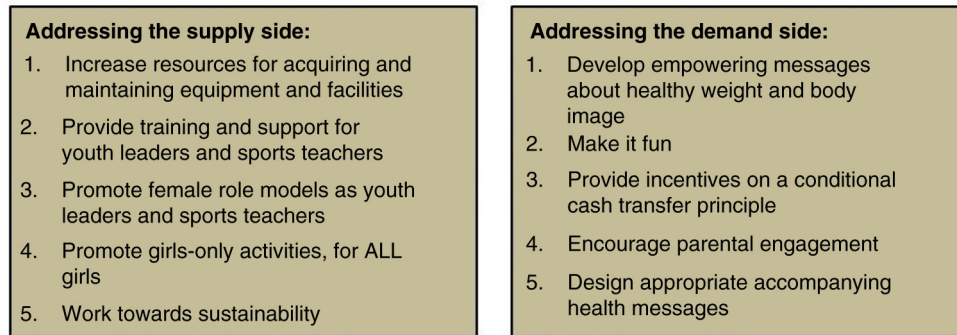 Addressing the supply side:
1. Increase resources for acquiring and
maintaining equipment and facilities
2. Provide training and support for
youth leaders and sports teachers
3. Promote female role models as youth
leaders and sports teachers
4. Promote girls-only activities, for ALL
girls
5. Work towards sustainability
Addressing the demand side:
1. Develop empowering messages
about healthy weight and body
image
2. Make it fun
3. Provide incentives on a conditional
cash transfer principle
4. Encourage parental engagement
5. Design appropriate accompanying
health messages